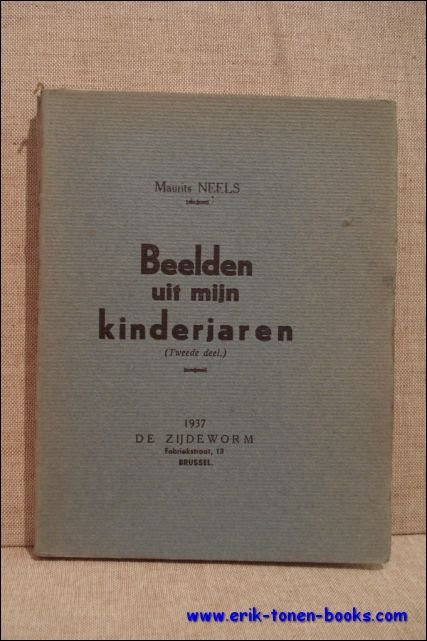 Maurits NEELS
Beelden
uit mijn
kinderjaren
(Tweede deel.)
1937
DE ZIJDEWORM
Fabriekstraat, 13
BRUSSEL.
www.erik-tonen-books.com